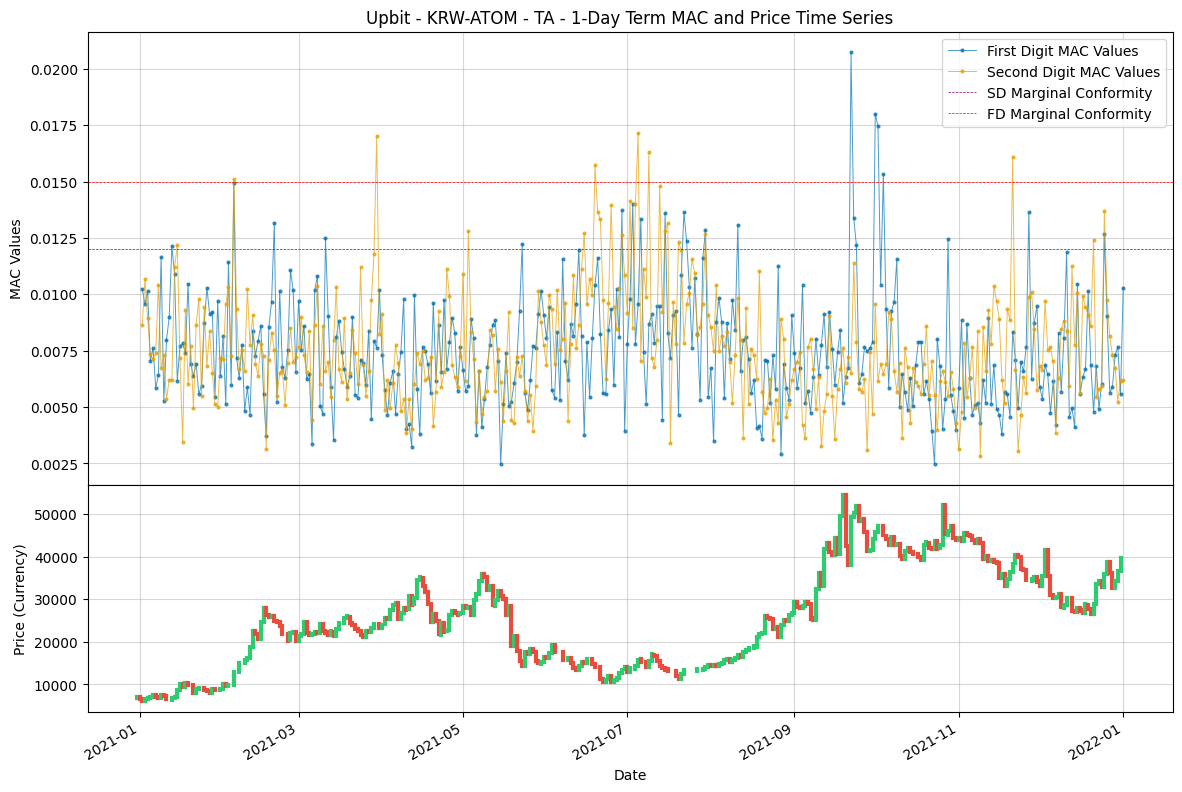 Upbit - KRW-ATOM - TA - 1-Day Term MAC and Price Time Series
First Digit MAC Values
Second Digit MAC Values
SD Marginal Conformity
FD Marginal Conformity
MAC Values
0.0200
0.0175
0.0150
0.0125
0.0100
0.0075
0.0050
0.0025
Price (Currency)
50000
40000
30000
20000
10000
2021-01
2021-03
2021-05
2021-07
2021-09
2021-11
2022-01
Date